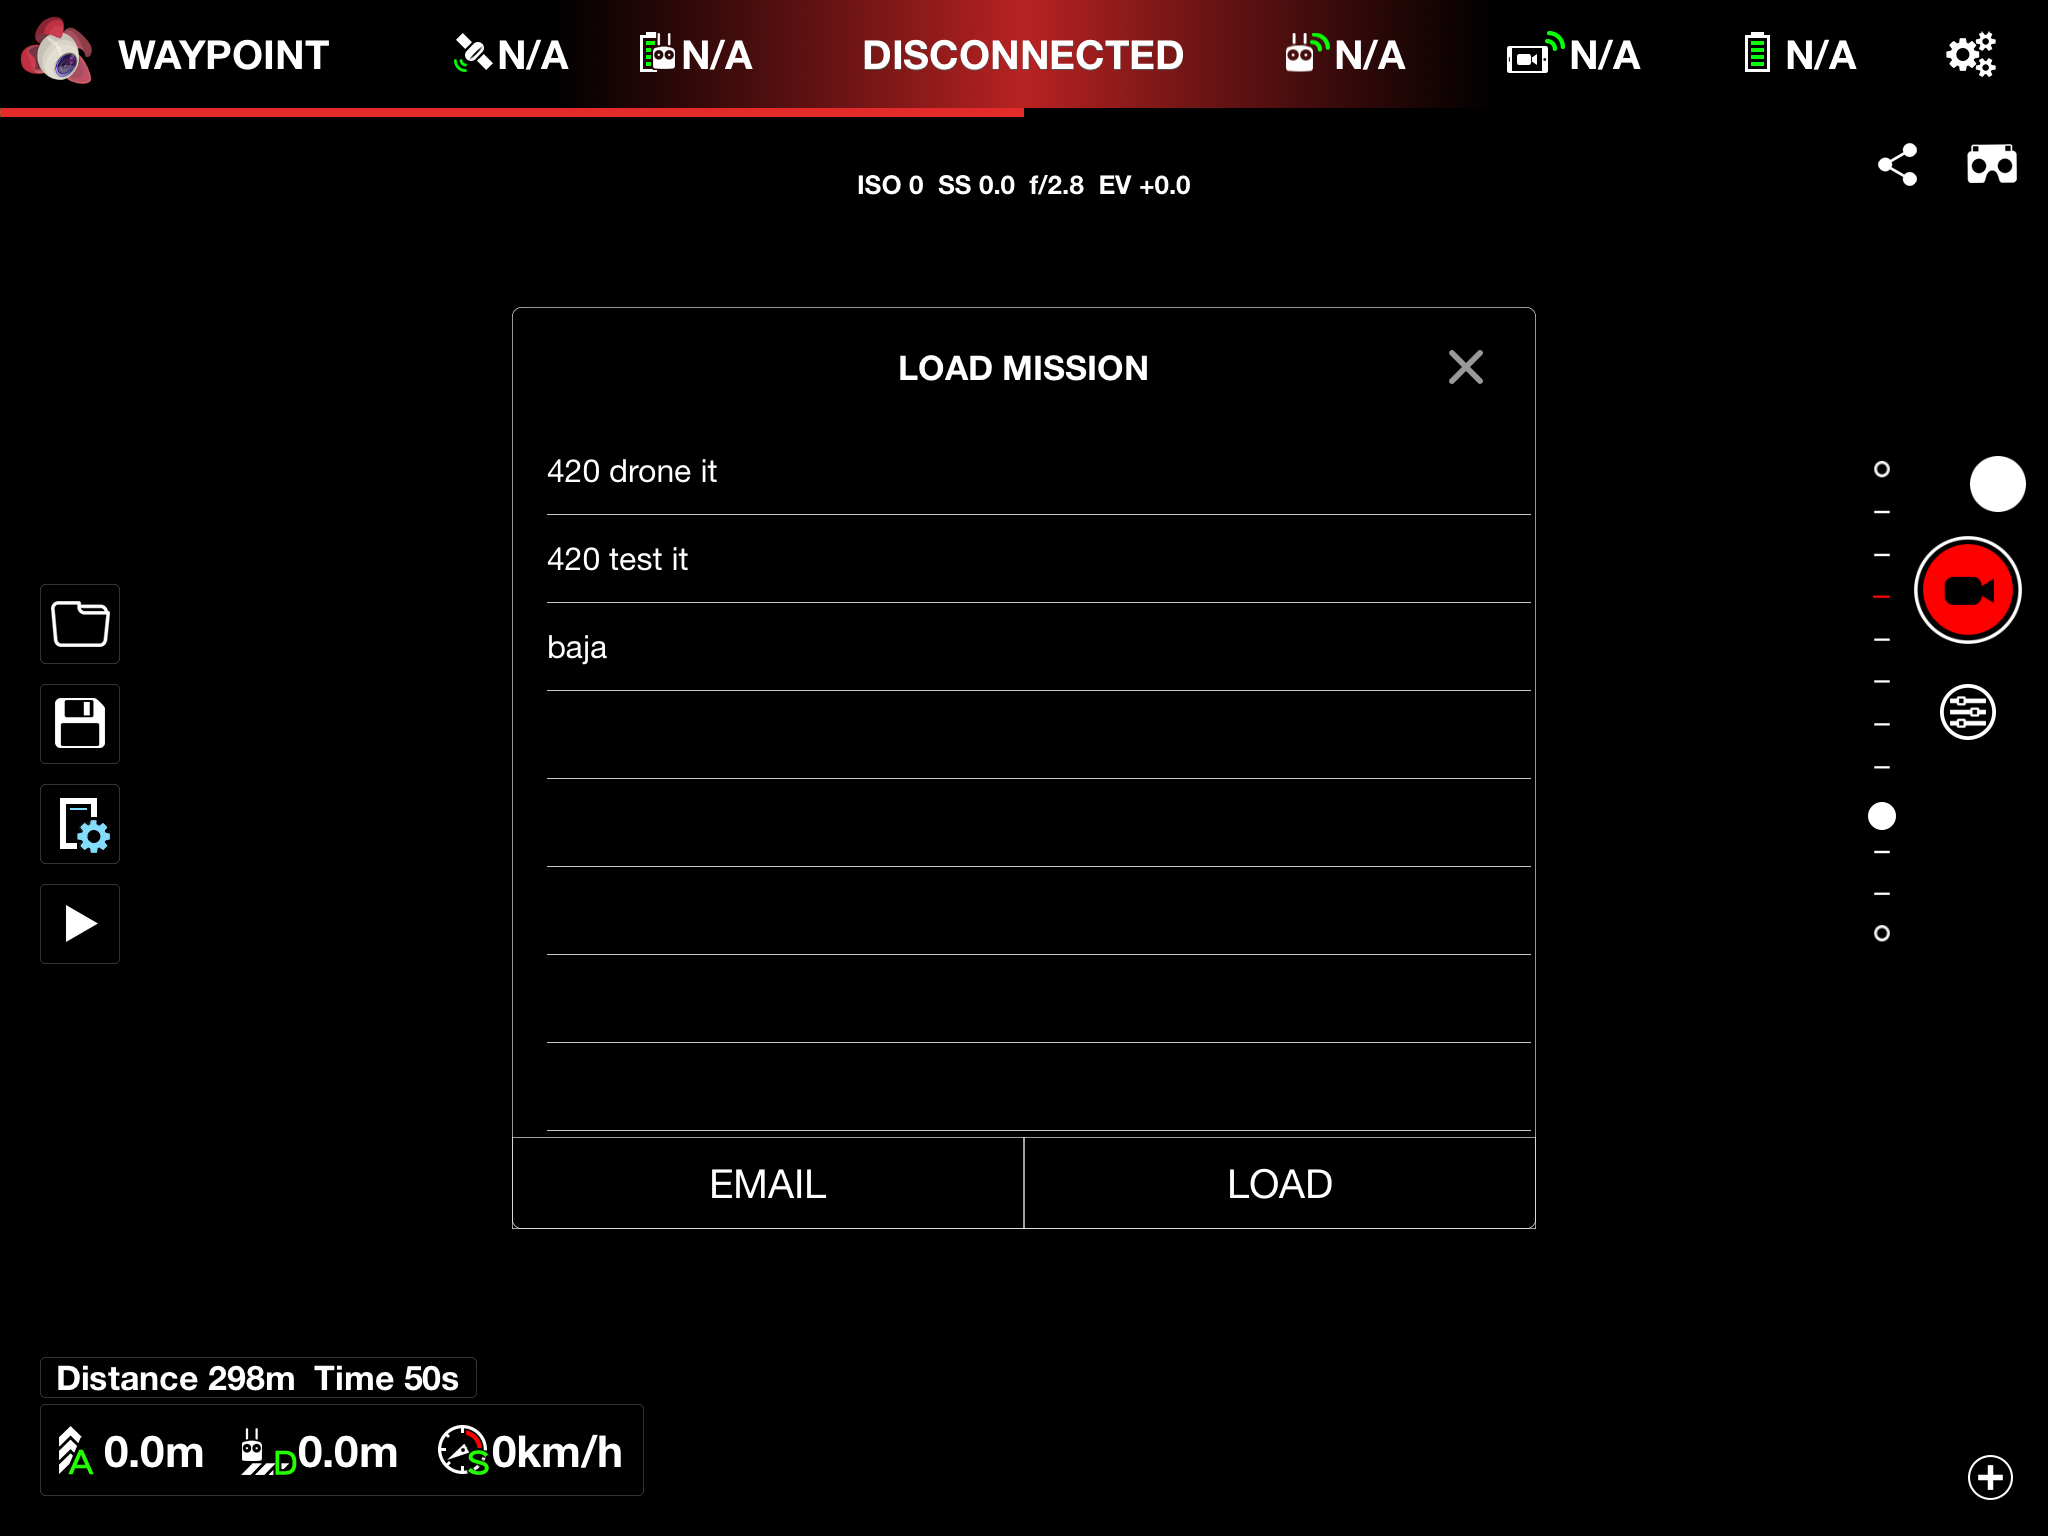 WAYPOINT N/A N/A DISCONNECTED N/A N/A N/A
ISO 0 SS 0.0 f/2.8 EV +0.0
LOAD MISSION
420 drone it
420 test it
baja
EMAIL LOAD
Distance 298m Time 50s
A 0.0m D 0.0m S 0km/h